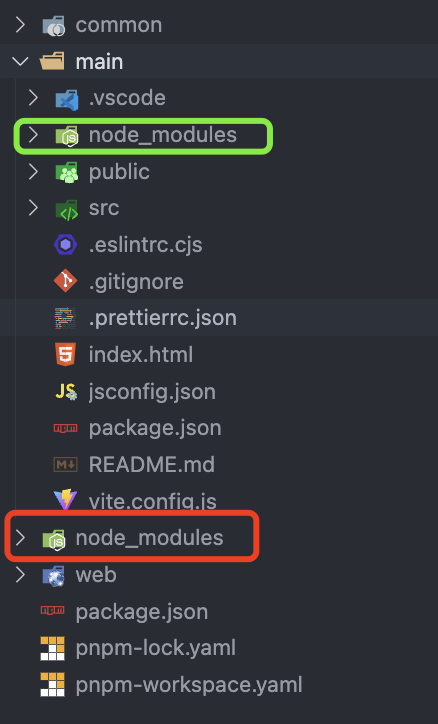 common
main
.vscode
node_modules
public
src
.eslintrc.cjs
.gitignore
.prettierrc.json
index.html
jsconfig.json
package.json
README.md
vite.config.js
node_modules
web
package.json
pnpm-lock.yaml
pnpm-workspace.yaml